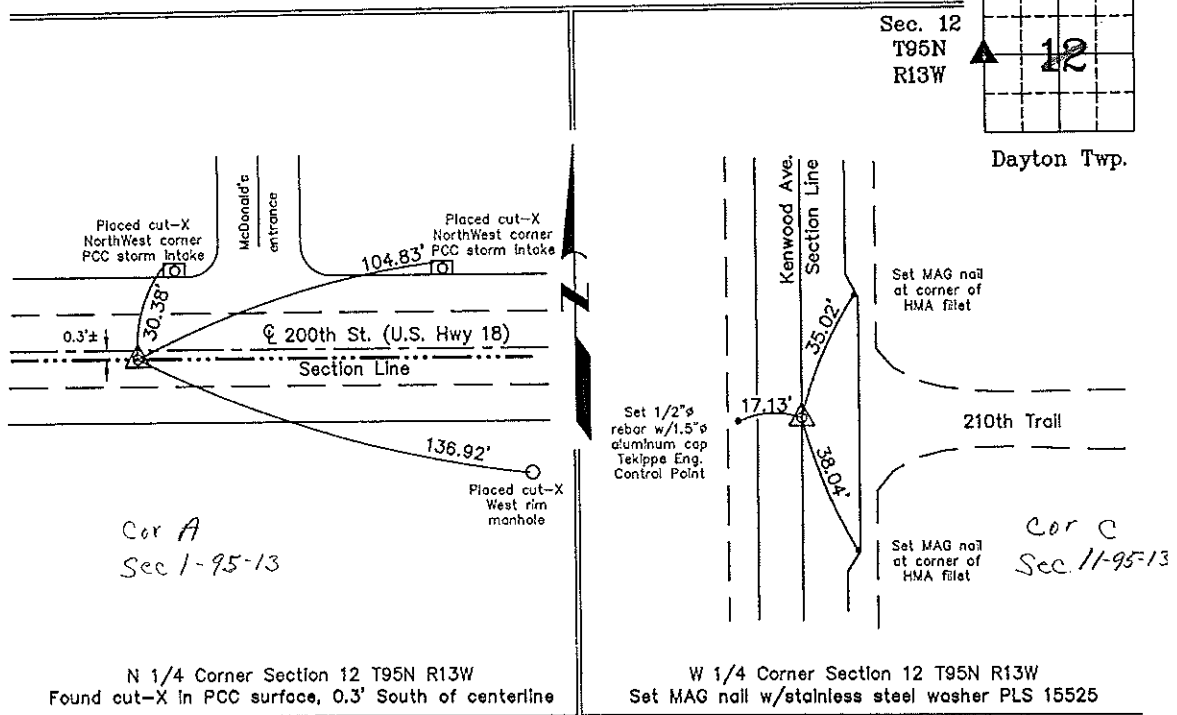 Sec. 12
T95N
R13W
12
Dayton Twp.
McDonald's
entrance
Placed cut-X
NorthWest corner
PCC storm intake
Placed cut-X
NorthWest corner
PCC storm intake
104.83'
30.38'
0.3'±
℄ 200th St. (U.S. Hwy 18)
Section Line
136.92'
Placed cut-X
West rim
manhole
Cor A
Sec 1-95-13
N 1/4 Corner Section 12 T95N R13W
Found cut-X in PCC surface, 0.3' South of centerline
Z
Kenwood Ave.
Section Line
Set MAG nail
at corner of
HMA fillet
35.02'
17.13'
38.04'
Set 1/2"ø
rebar w/1.5"ø
aluminum cap
Tekippe Eng.
Control Point
210th Trail
Set MAG nail
at corner of
HMA fillet
Cor C
Sec. 11-95-13
W 1/4 Corner Section 12 T95N R13W
Set MAG nail w/stainless steel washer PLS 15525